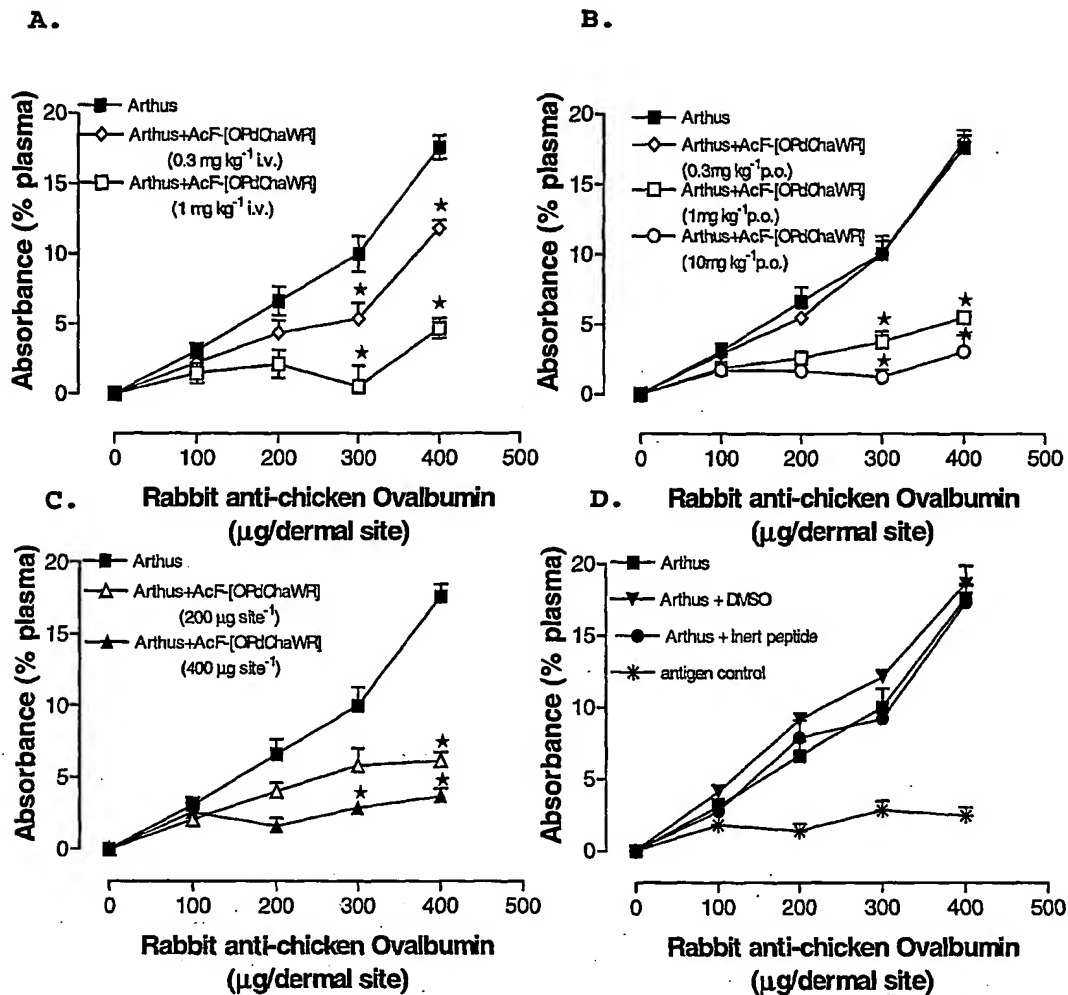 A.
Absorbance (% plasma)
20
15
10
5
0
Arthus
Arthus+AcF-[OPdChaWR]
(0.3 mg kg⁻¹ i.v.)
Arthus+AcF-[OPdChaWR]
(1 mg kg⁻¹ i.v.)
0 100 200 300 400 500
Rabbit anti-chicken Ovalbumin
(μg/dermal site)
B.
Absorbance (% plasma)
20
15
10
5
0
Arthus
Arthus+AcF-[OPdChaWR]
(0.3mg kg⁻¹p.o.)
Arthus+AcF-[OPdChaWR]
(1mg kg⁻¹p.o.)
Arthus+AcF-[OPdChaWR]
(10mg kg⁻¹p.o.)
0 100 200 300 400 500
Rabbit anti-chicken Ovalbumin
(μg/dermal site)
C.
Absorbance (% plasma)
20
15
10
5
0
Arthus
Arthus+AcF-[OPdChaWR]
(200 μg site⁻¹)
Arthus+AcF-[OPdChaWR]
(400 μg site⁻¹)
0 100 200 300 400 500
Rabbit anti-chicken Ovalbumin
(μg/dermal site)
D.
Absorbance (% plasma)
20
15
10
5
0
Arthus
Arthus + DMSO
Arthus + Inert peptide
antigen control
0 100 200 300 400 500
Rabbit anti-chicken Ovalbumin
(μg/dermal site)